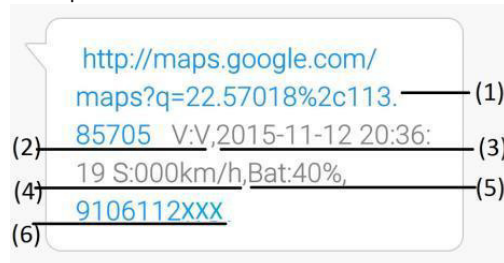 http://maps.google.com/
maps?q=22.57018%2c113. (1)
(2) 85705 V:V,2015-11-12 20:36: (3)
(4) 19 S:000km/h,Bat:40%, (5)
(6) 9106112XXX